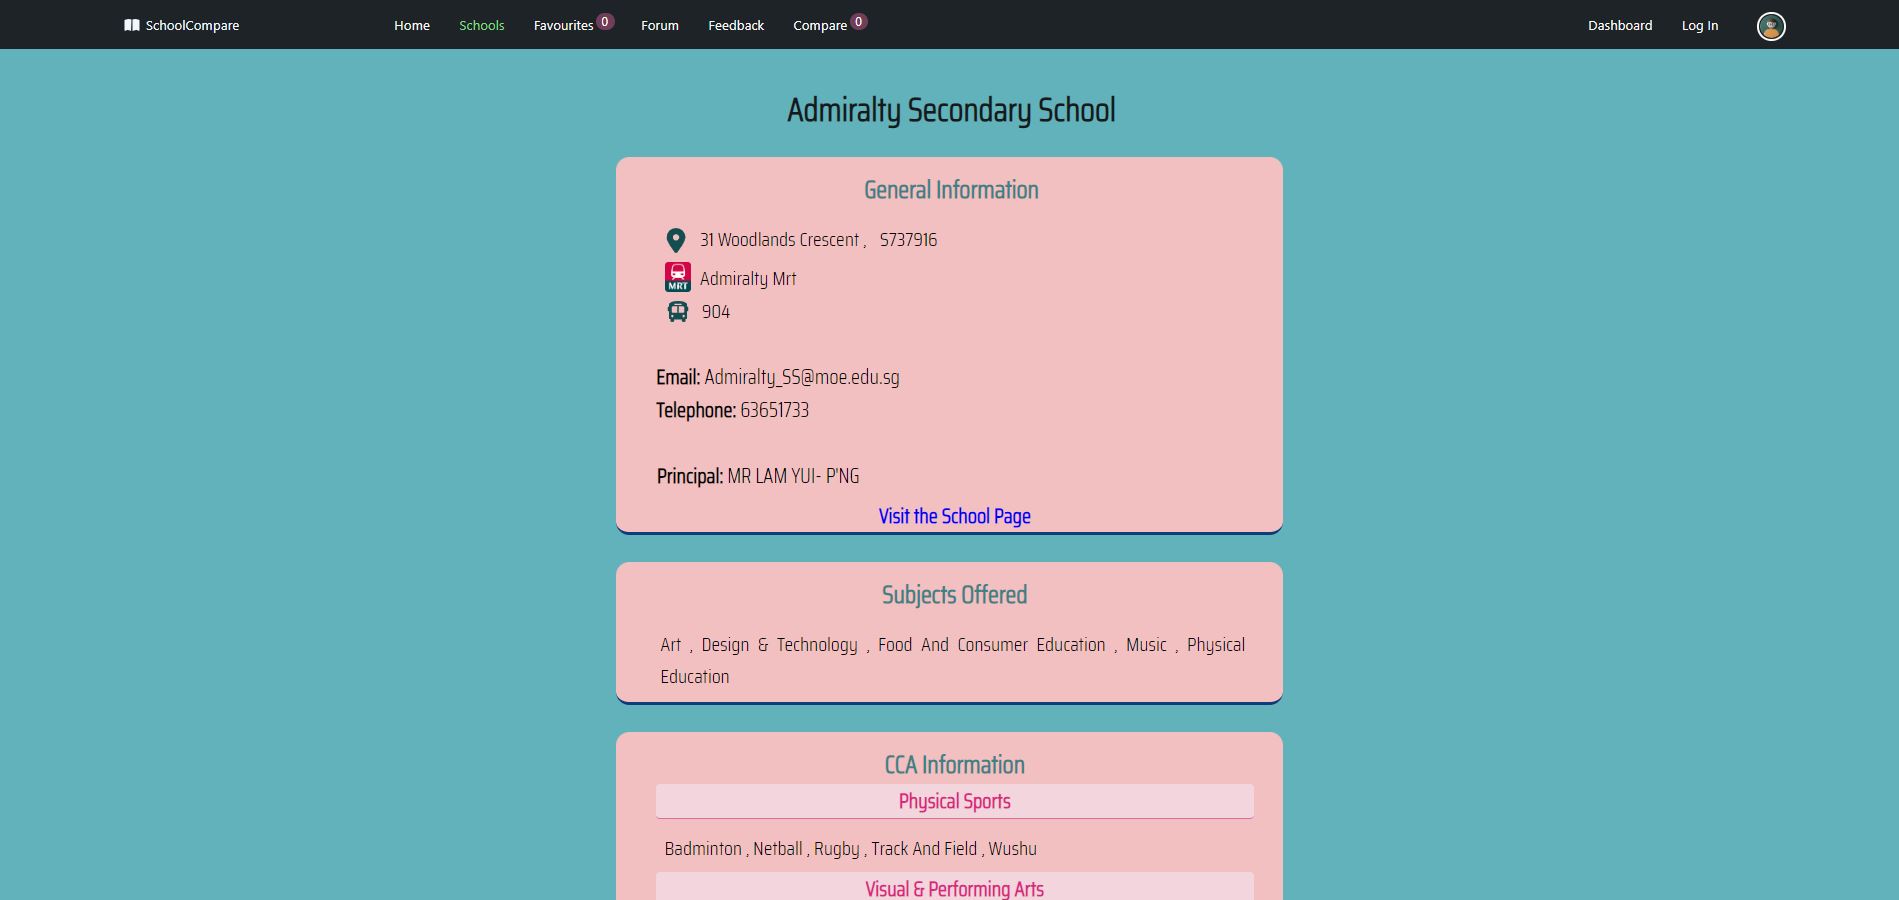 SchoolCompare Home Schools Favourites 0 Forum Feedback Compare 0 Dashboard Log In
Admiralty Secondary School
General Information
31 Woodlands Crescent , S737916
MRT Admiralty Mrt
904
Email: Admiralty_SS@moe.edu.sg
Telephone: 63651733
Principal: MR LAM YUI- P'NG
Visit the School Page
Subjects Offered
Art , Design & Technology , Food And Consumer Education , Music , Physical
Education
CCA Information
Physical Sports
Badminton , Netball , Rugby , Track And Field , Wushu
Visual & Performing Arts